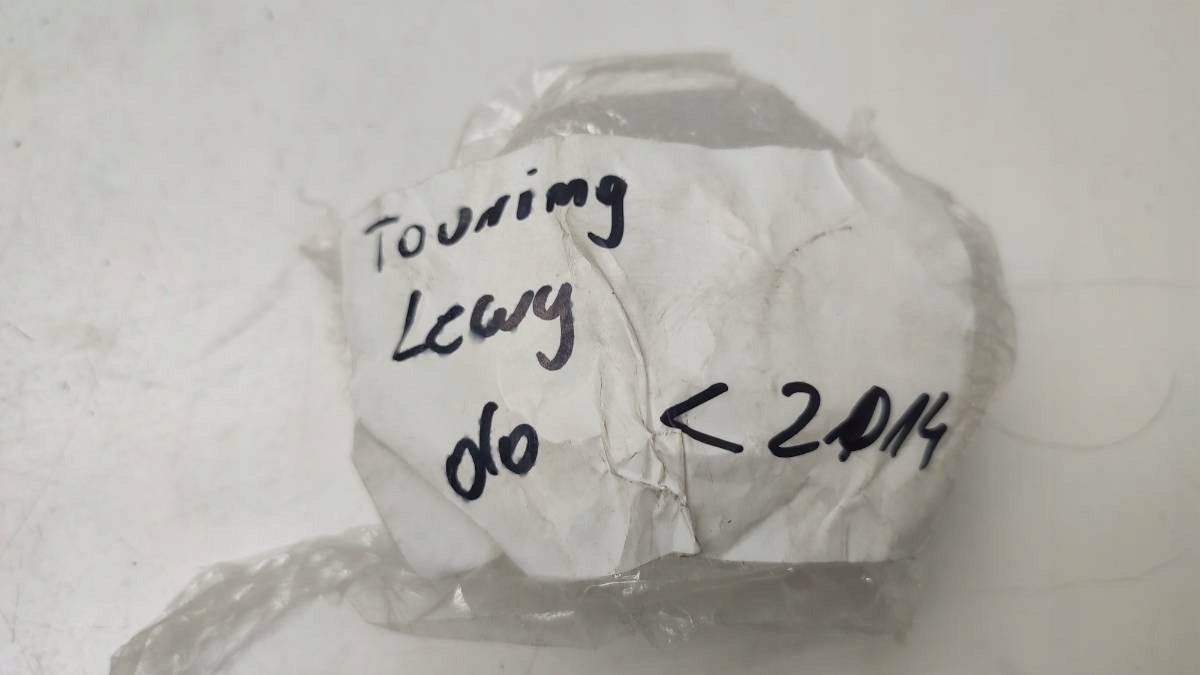 Touring
Lewy
do < 2014